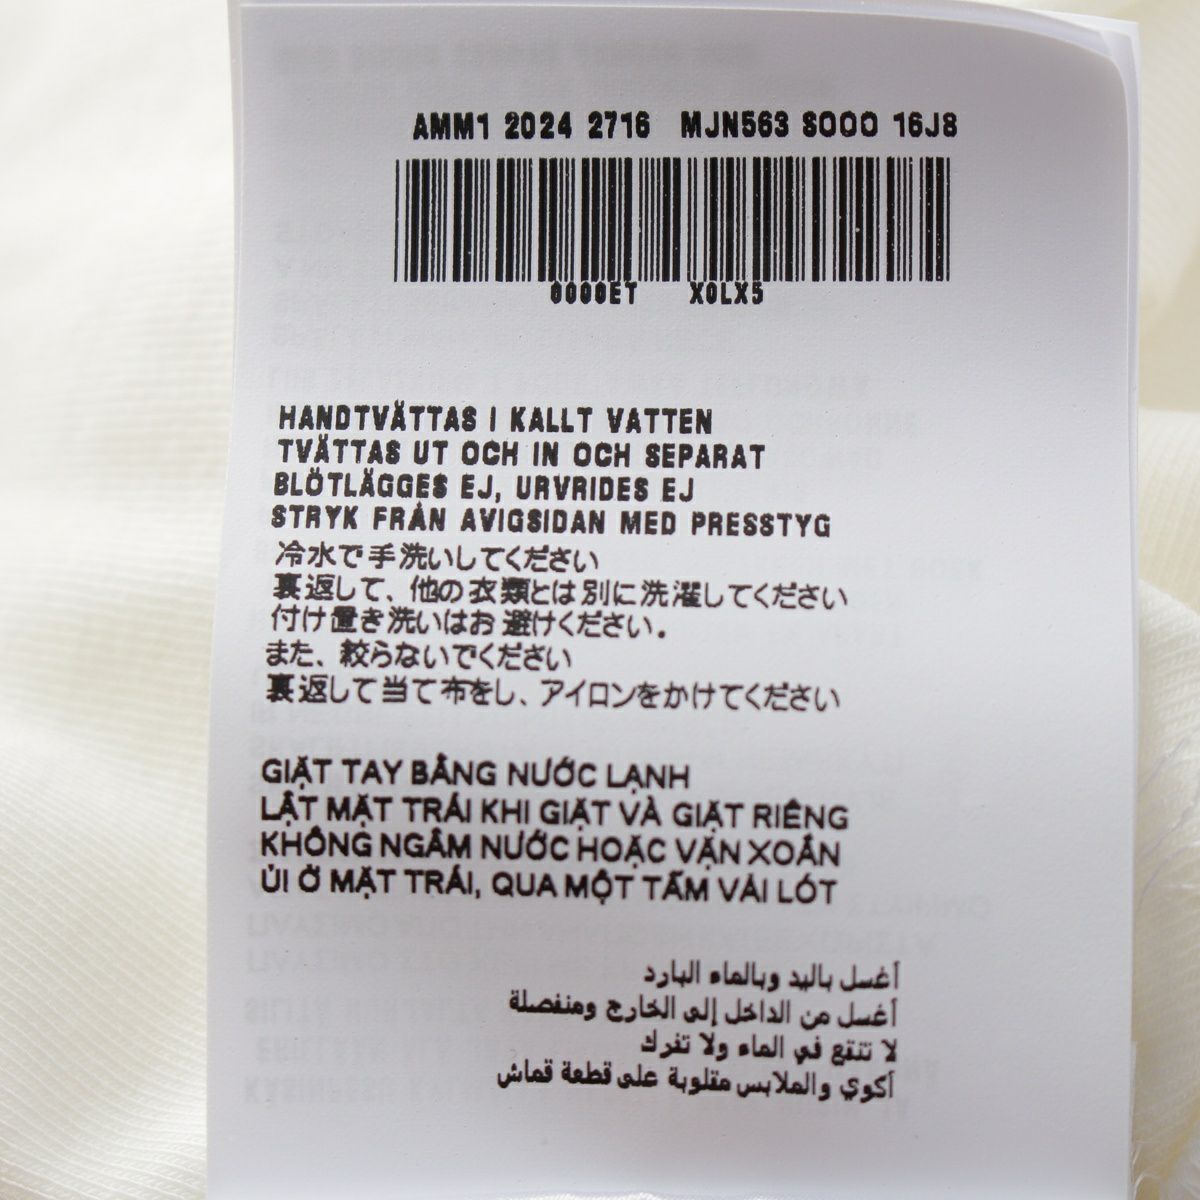 AMM1 2024 2716 MJN563 S000 16J8
0000ET X0LX5
HANDTVÄTTAS I KALLT VATTEN
TVÄTTAS UT OCH IN OCH SEPARAT
BLÖTLÄGGES EJ, URVRIDES EJ
STRYK FRÅN AVIGSIDAN MED PRESSTYG
冷水で手洗いしてください
裏返して、他の衣類とは別に洗濯してください
付け置き洗いはお避けください。
また、絞らないでください
裏返して当て布をし、アイロンをかけてください
GIẶT TAY BẰNG NƯỚC LẠNH
LẬT MẶT TRÁI KHI GIẶT VÀ GIẶT RIÊNG
KHÔNG NGÂM NƯỚC HOẶC VẶN XOẮN
ỦI Ở MẶT TRÁI, QUA MỘT TẤM VẢI LÓT
أغسل باليد وبالماء البارد
أغسل من الداخل إلى الخارج ومنفصلة
لا تنقع في الماء ولا تفرك
أكوي والملابس مقلوبة على قطعة قماش